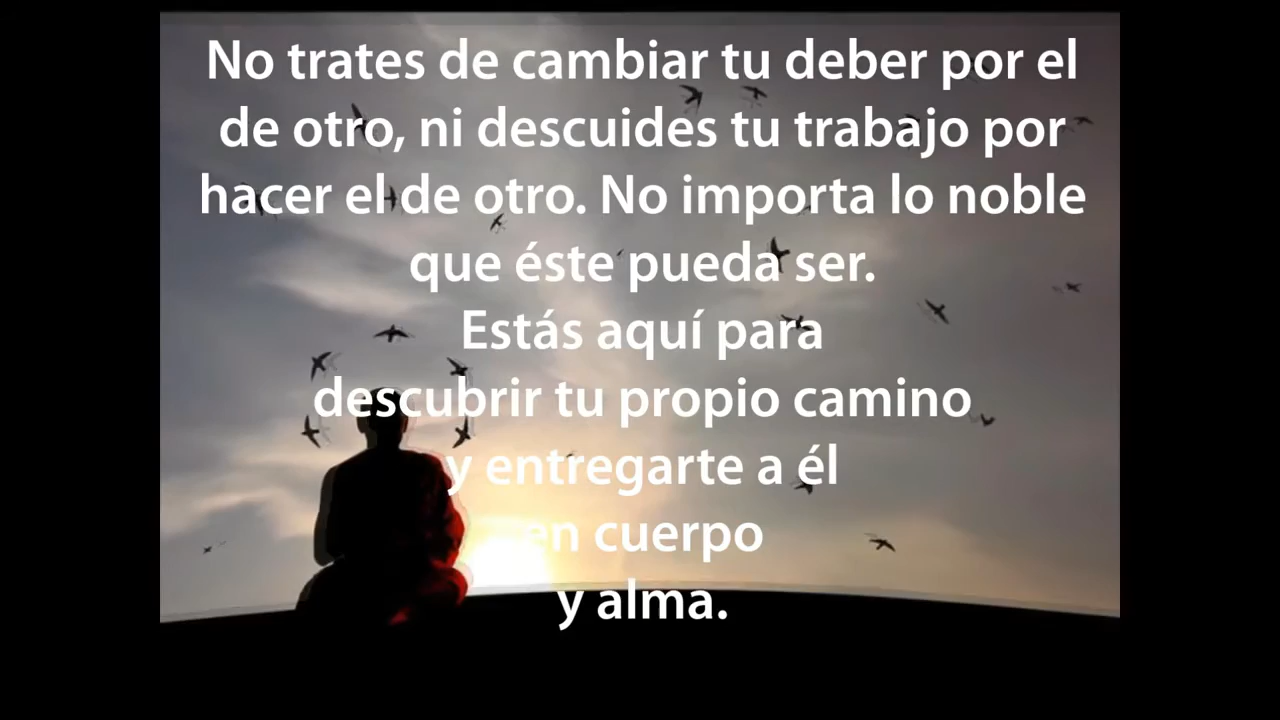 No trates de cambiar tu deber por el
de otro, ni descuides tu trabajo por
hacer el de otro. No importa lo noble
que éste pueda ser.
Estás aquí para
descubrir tu propio camino
y entregarte a él
en cuerpo
y alma.